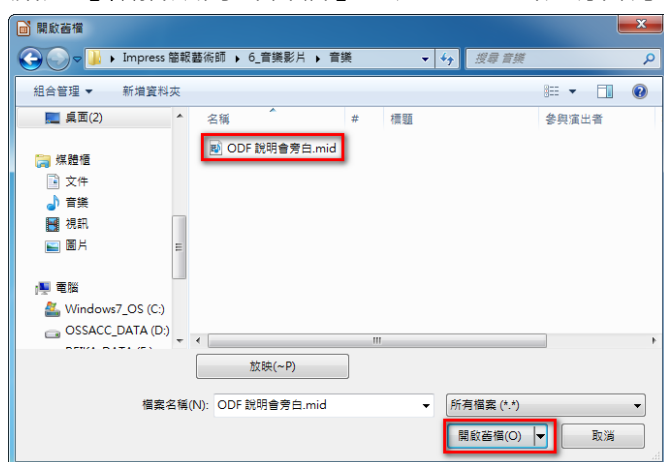 開啟舊檔
Impress 簡報藝術師 ▸ 6_音樂影片 ▸ 音樂
搜尋 音樂
組合管理 新增資料夾
桌面(2)
名稱 # 標題 參與演出者
ODF 說明會旁白.mid
媒體櫃
文件
音樂
視訊
圖片
電腦
Windows7_OS (C:)
OSSACC_DATA (D:)
放映(~P)
檔案名稱(N): ODF 說明會旁白.mid 所有檔案 (*.*)
開啟舊檔(O) 取消